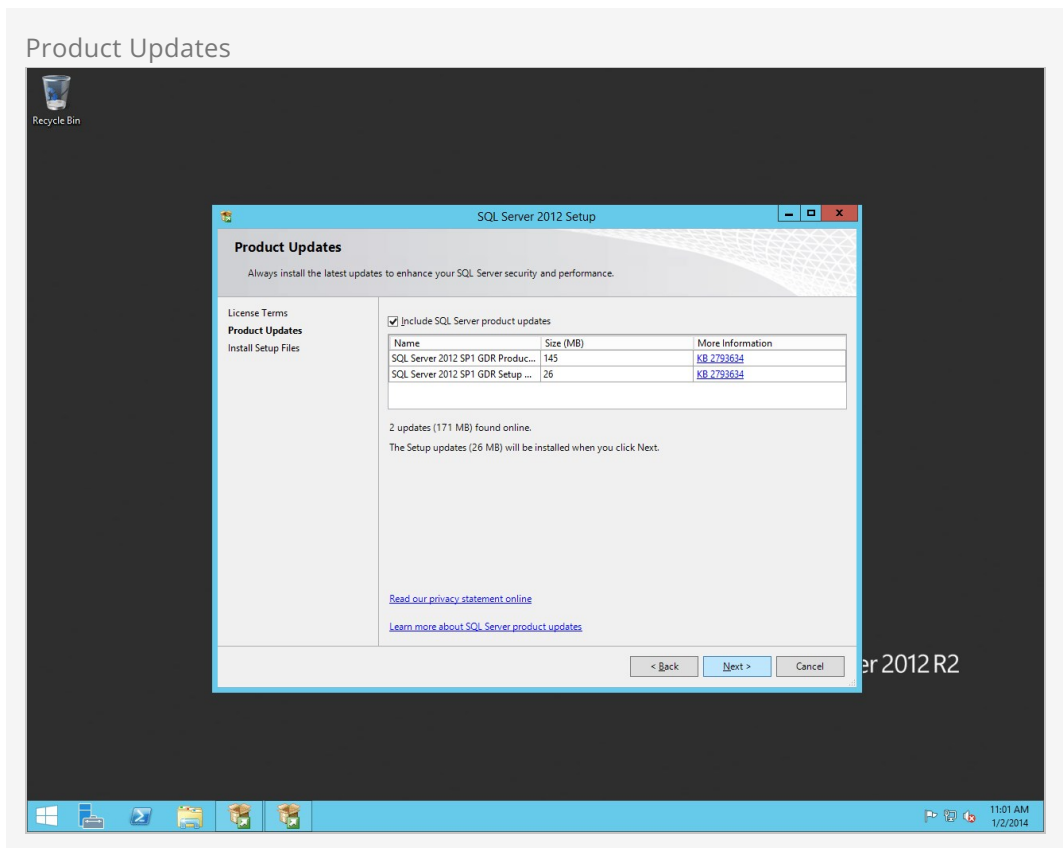 Product Updates
Recycle Bin
SQL Server 2012 Setup
Product Updates
Always install the latest updates to enhance your SQL Server security and performance.
License Terms
Product Updates
Install Setup Files
Include SQL Server product updates
Name Size (MB) More Information
SQL Server 2012 SP1 GDR Produc... 145 KB 2793634
SQL Server 2012 SP1 GDR Setup ... 26 KB 2793634
2 updates (171 MB) found online.
The Setup updates (26 MB) will be installed when you click Next.
Read our privacy statement online
Learn more about SQL Server product updates
< Back Next > Cancel
er 2012 R2
11:01 AM
1/2/2014